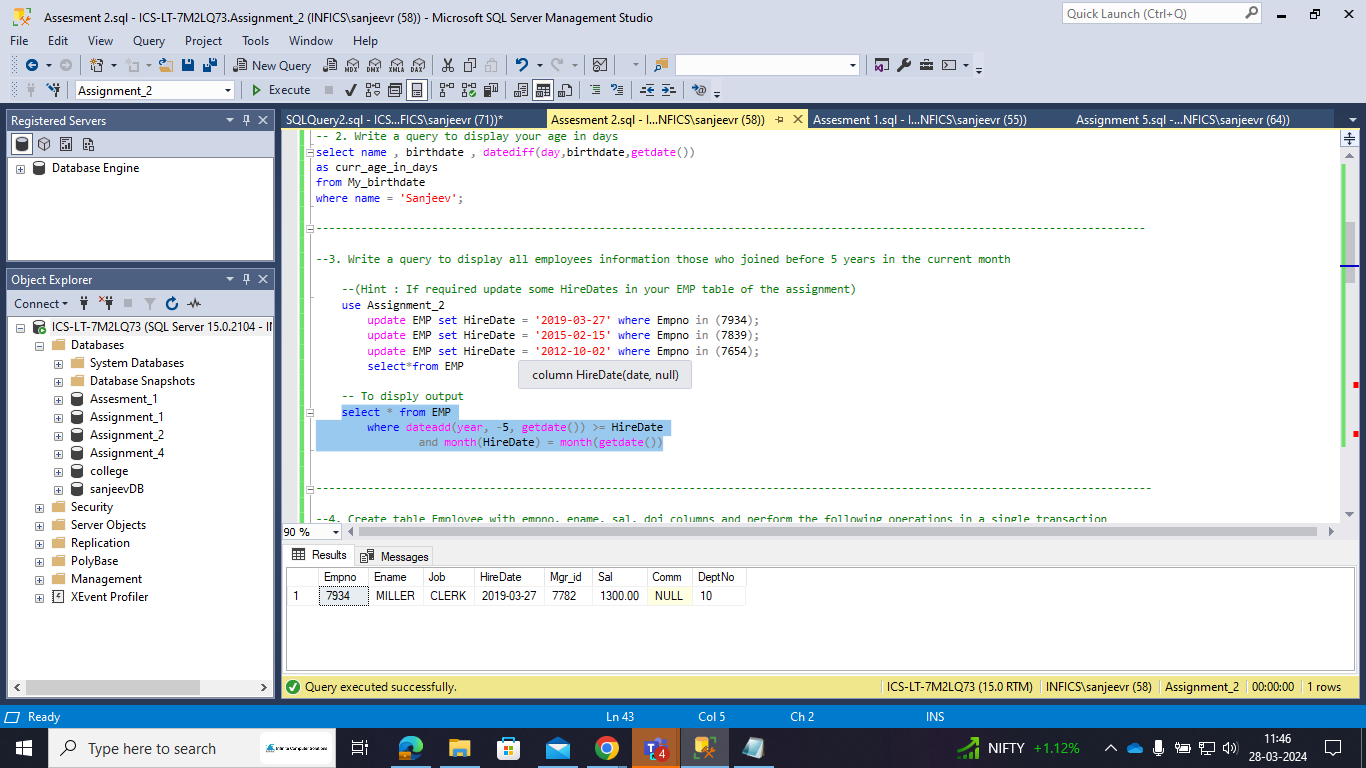 Assesment 2.sql - ICS-LT-7M2LQ73.Assignment_2 (INFICS\sanjeevr (58)) - Microsoft SQL Server Management Studio
Quick Launch (Ctrl+Q)
File Edit View Query Project Tools Window Help
New Query MDX DMX XMLA DAX
Assignment_2 Execute
Registered Servers
Database Engine
Object Explorer
Connect
ICS-LT-7M2LQ73 (SQL Server 15.0.2104 - IN
Databases
System Databases
Database Snapshots
Assesment_1
Assignment_1
Assignment_2
Assignment_4
college
sanjeevDB
Security
Server Objects
Replication
PolyBase
Management
XEvent Profiler
SQLQuery2.sql - ICS...FICS\sanjeevr (71))* Assesment 2.sql - I...NFICS\sanjeevr (58)) Assesment 1.sql - I...NFICS\sanjeevr (55)) Assignment 5.sql -...NFICS\sanjeevr (64))
-- 2. Write a query to display your age in days
select name , birthdate , datediff(day,birthdate,getdate())
as curr_age_in_days
from My_birthdate
where name = 'Sanjeev';
--------------------------------------------------------------------------------------------------------------------------------
--3. Write a query to display all employees information those who joined before 5 years in the current month
--(Hint : If required update some HireDates in your EMP table of the assignment)
use Assignment_2
update EMP set HireDate = '2019-03-27' where Empno in (7934);
update EMP set HireDate = '2015-02-15' where Empno in (7839);
update EMP set HireDate = '2012-10-02' where Empno in (7654);
select*from EMP
column HireDate(date, null)
-- To disply output
select * from EMP
where dateadd(year, -5, getdate()) >= HireDate
and month(HireDate) = month(getdate())
---------------------------------------------------------------------------------------------------------------------------------
--4. Create table Employee with empno, ename, sal, doj columns and perform the following operations in a single transaction
90 %
Results Messages
Empno Ename Job HireDate Mgr_id Sal Comm DeptNo
1 7934 MILLER CLERK 2019-03-27 7782 1300.00 NULL 10
Query executed successfully. ICS-LT-7M2LQ73 (15.0 RTM) INFICS\sanjeevr (58) Assignment_2 00:00:00 1 rows
Ready Ln 43 Col 5 Ch 2 INS
Type here to search Infinite Computer Solutions 4 NIFTY +1.12% 11:46
28-03-2024